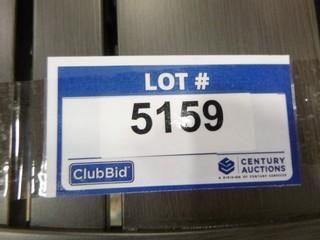 LOT #
5159
ClubBid
CENTURY
AUCTIONS
A DIVISION OF CENTURY SERVICES